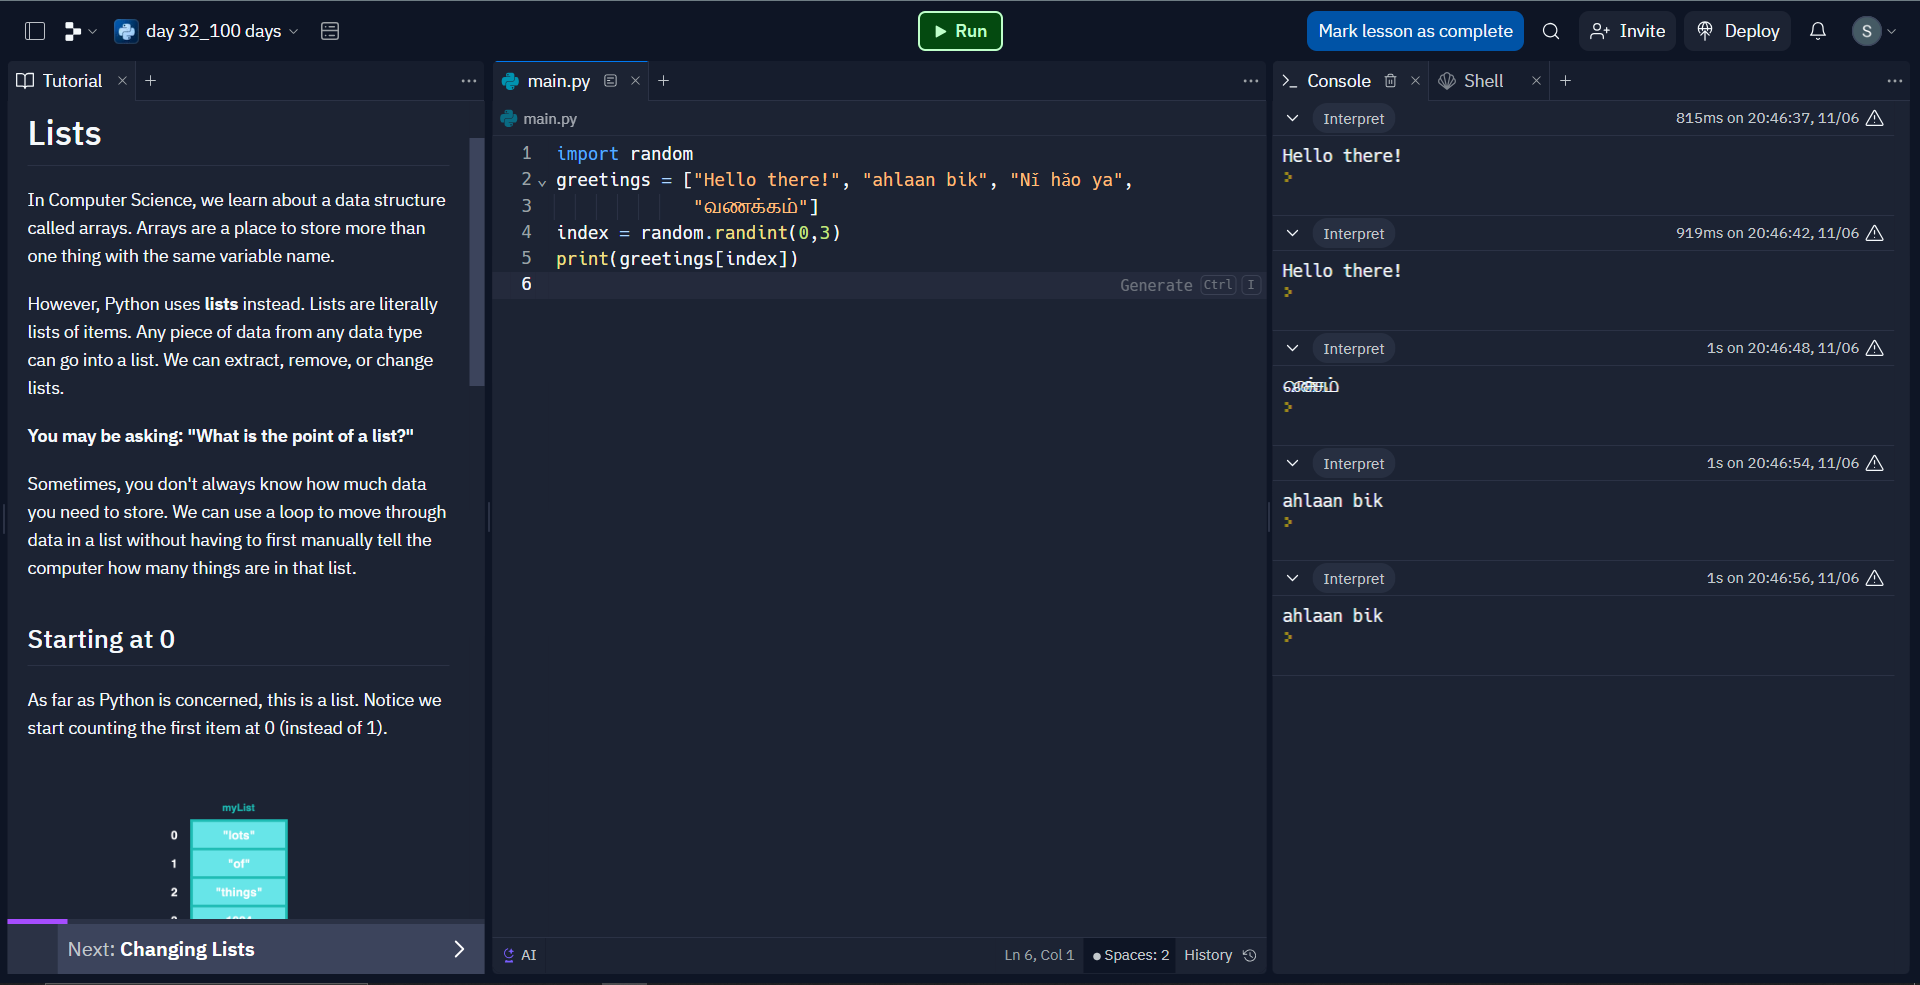 day 32_100 days
Run
Mark lesson as complete
Invite
Deploy
S
Tutorial
Lists
In Computer Science, we learn about a data structure
called arrays. Arrays are a place to store more than
one thing with the same variable name.
However, Python uses lists instead. Lists are literally
lists of items. Any piece of data from any data type
can go into a list. We can extract, remove, or change
lists.
You may be asking: "What is the point of a list?"
Sometimes, you don't always know how much data
you need to store. We can use a loop to move through
data in a list without having to first manually tell the
computer how many things are in that list.
Starting at 0
As far as Python is concerned, this is a list. Notice we
start counting the first item at 0 (instead of 1).
myList
0 "lots"
1 "of"
2 "things"
Next: Changing Lists
main.py
main.py
1 import random
2 greetings = ["Hello there!", "ahlaan bik", "Nǐ hǎo ya",
3 "வணக்கம்"]
4 index = random.randint(0,3)
5 print(greetings[index])
6
Generate Ctrl I
AI
Ln 6, Col 1
Spaces: 2
History
Console
Shell
Interpret 815ms on 20:46:37, 11/06
Hello there!
Interpret 919ms on 20:46:42, 11/06
Hello there!
Interpret 1s on 20:46:48, 11/06
வணக்கம்
Interpret 1s on 20:46:54, 11/06
ahlaan bik
Interpret 1s on 20:46:56, 11/06
ahlaan bik